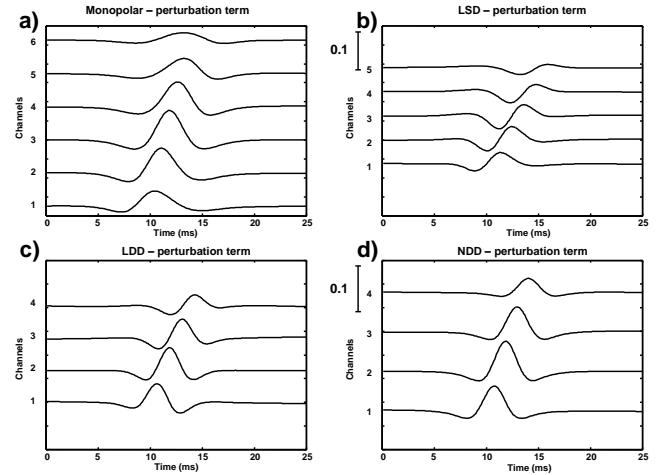 a)
Monopolar – perturbation term
6
5
4
3
2
1
Channels
0 5 10 15 20 25
Time (ms)
b)
LSD – perturbation term
0.1
5
4
3
2
1
Channels
0 5 10 15 20 25
Time (ms)
c)
LDD – perturbation term
4
3
2
1
Channels
0 5 10 15 20 25
Time (ms)
d)
NDD – perturbation term
0.1
4
3
2
1
Channels
0 5 10 15 20 25
Time (ms)